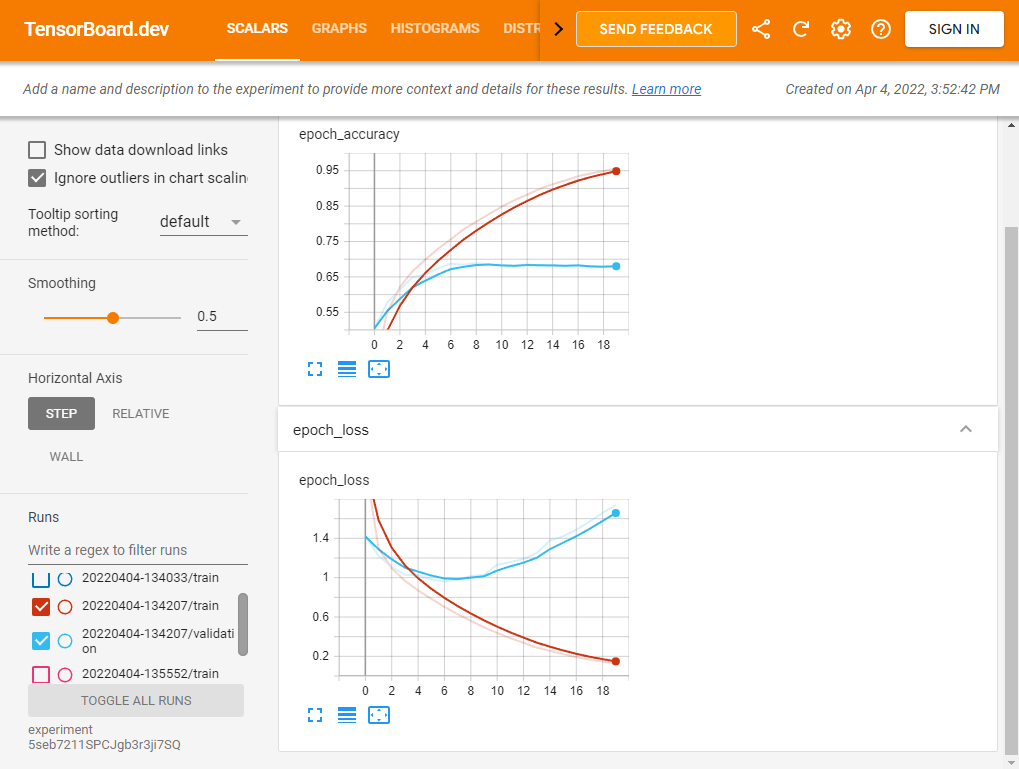 TensorBoard.dev
SCALARS
GRAPHS
HISTOGRAMS
DISTR
SEND FEEDBACK
SIGN IN
Add a name and description to the experiment to provide more context and details for these results. Learn more
Created on Apr 4, 2022, 3:52:42 PM
Show data download links
Ignore outliers in chart scalin
Tooltip sorting
method:
default
Smoothing
0.5
Horizontal Axis
STEP
RELATIVE
WALL
Runs
Write a regex to filter runs
20220404-134033/train
20220404-134207/train
20220404-134207/validati
on
20220404-135552/train
TOGGLE ALL RUNS
experiment
5seb7211SPCJgb3r3ji7SQ
epoch_accuracy
0.95
0.85
0.75
0.65
0.55
0 2 4 6 8 10 12 14 16 18
epoch_loss
epoch_loss
1.4
1
0.6
0.2
0 2 4 6 8 10 12 14 16 18